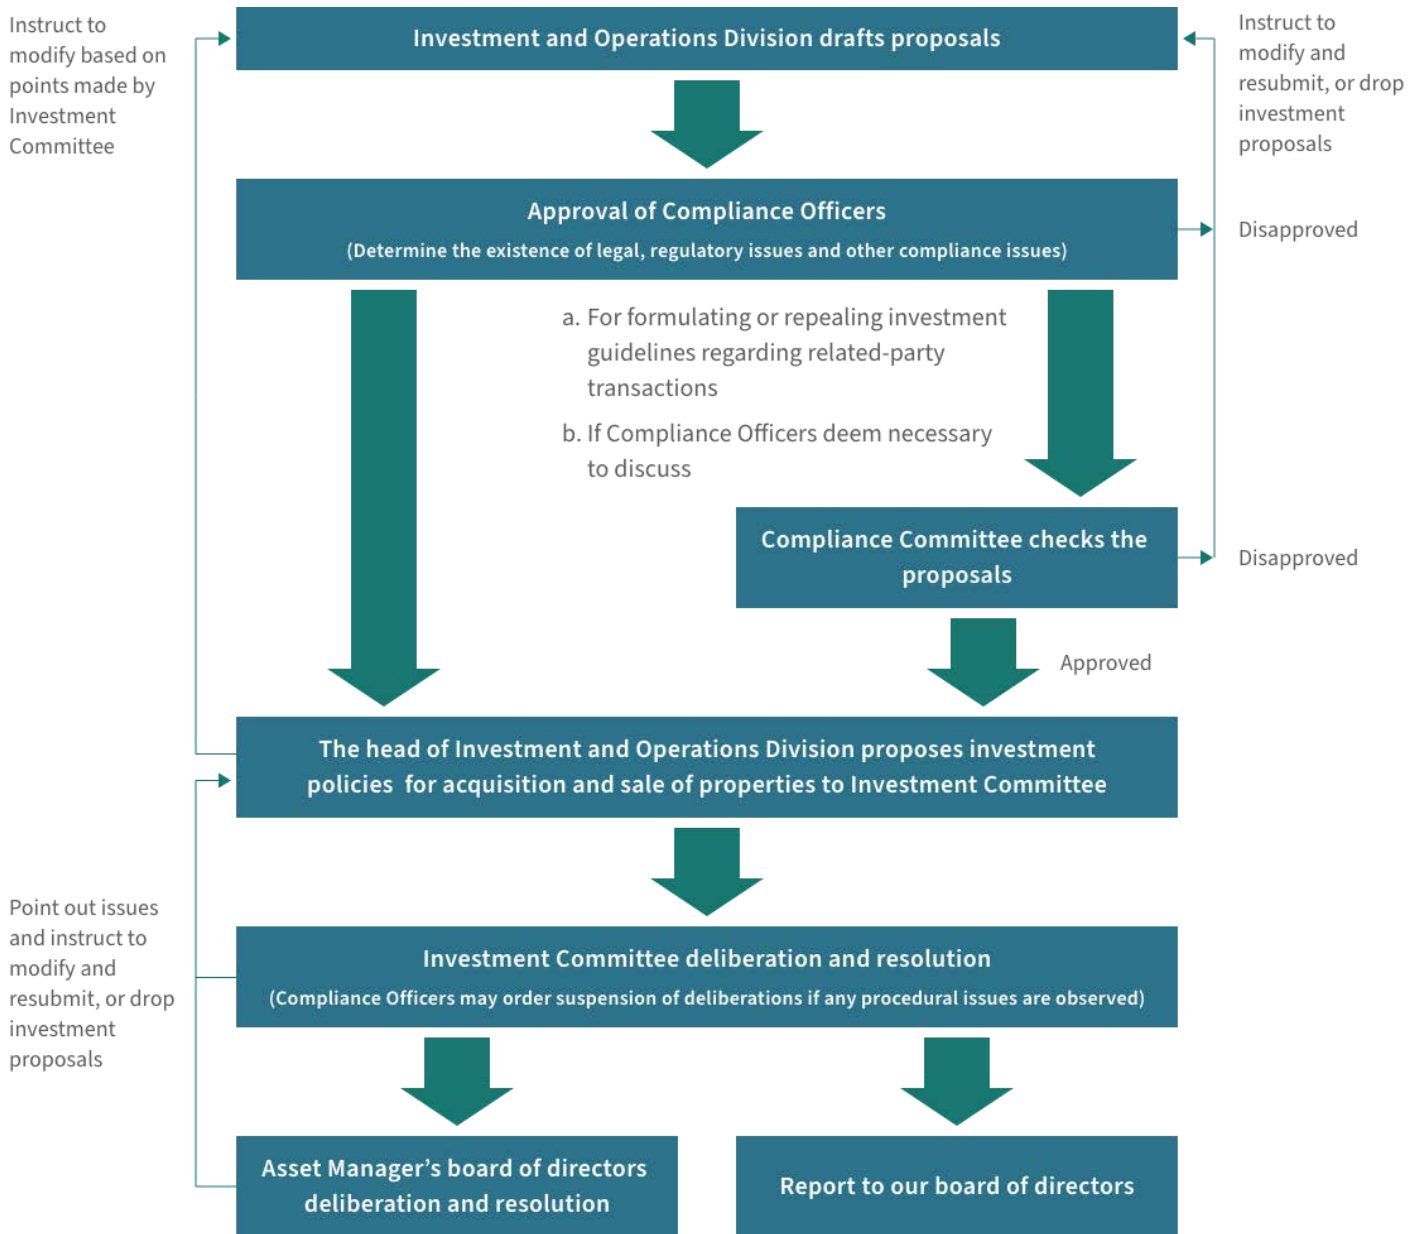 Instruct to
modify based on
points made by
Investment
Committee
Investment and Operations Division drafts proposals
Instruct to
modify and
resubmit, or drop
investment
proposals
Approval of Compliance Officers
(Determine the existence of legal, regulatory issues and other compliance issues)
Disapproved
a. For formulating or repealing investment
guidelines regarding related-party
transactions
b. If Compliance Officers deem necessary
to discuss
Compliance Committee checks the
proposals
Disapproved
Approved
The head of Investment and Operations Division proposes investment
policies for acquisition and sale of properties to Investment Committee
Point out issues
and instruct to
modify and
resubmit, or drop
investment
proposals
Investment Committee deliberation and resolution
(Compliance Officers may order suspension of deliberations if any procedural issues are observed)
Asset Manager’s board of directors
deliberation and resolution
Report to our board of directors